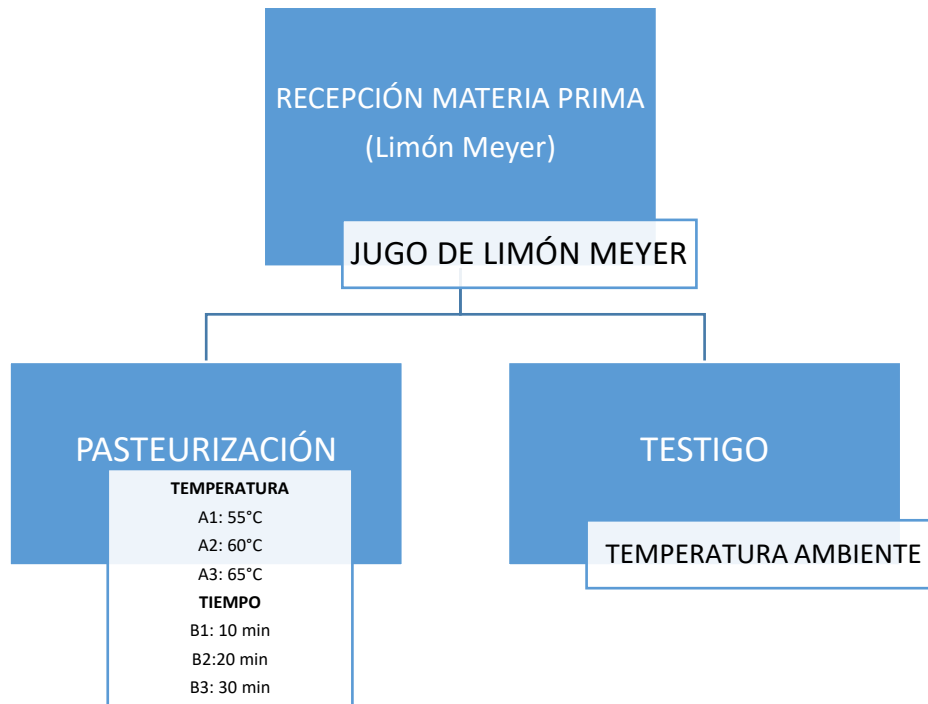 RECEPCIÓN MATERIA PRIMA
(Limón Meyer)
JUGO DE LIMÓN MEYER
PASTEURIZACIÓN
TEMPERATURA
A1: 55°C
A2: 60°C
A3: 65°C
TIEMPO
B1: 10 min
B2:20 min
B3: 30 min
TESTIGO
TEMPERATURA AMBIENTE